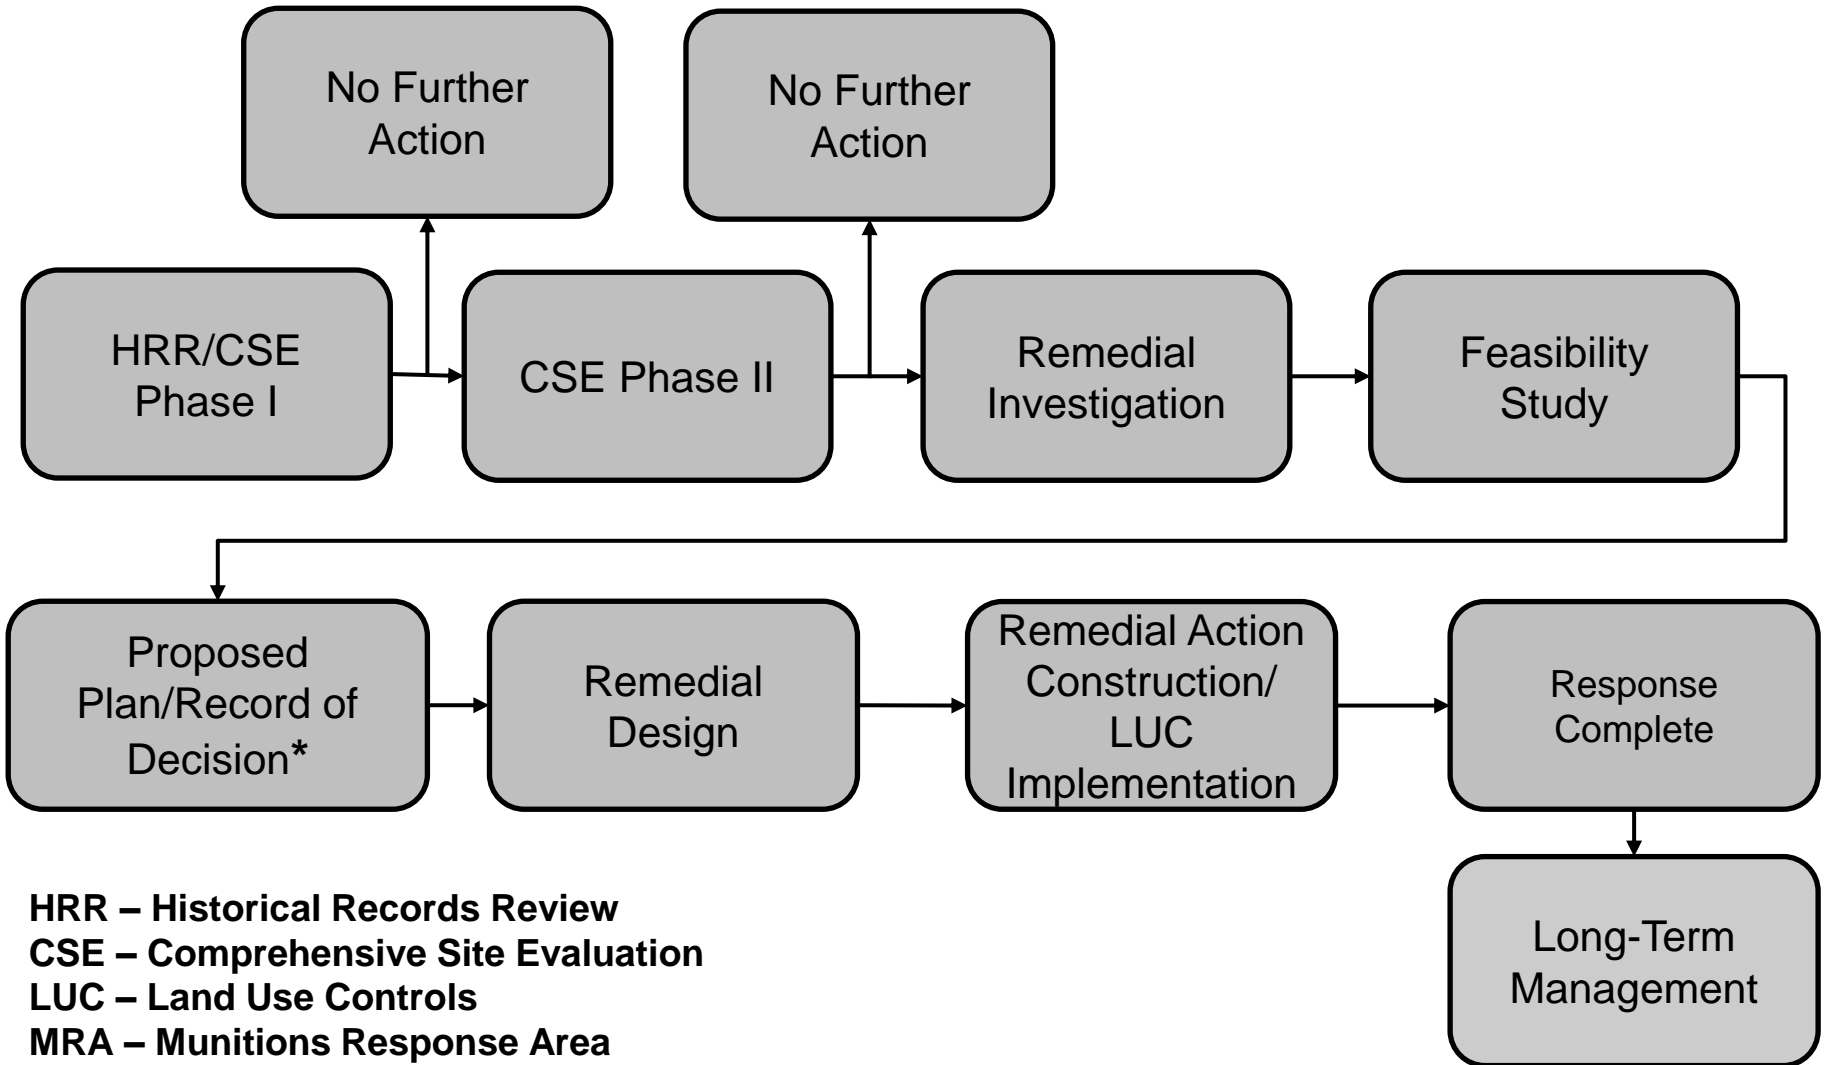 No Further
Action
No Further
Action
HRR/CSE
Phase I
CSE Phase II
Remedial
Investigation
Feasibility
Study
Proposed
Plan/Record of
Decision*
Remedial
Design
Remedial Action
Construction/
LUC
Implementation
Response
Complete
Long-Term
Management
HRR – Historical Records Review
CSE – Comprehensive Site Evaluation
LUC – Land Use Controls
MRA – Munitions Response Area